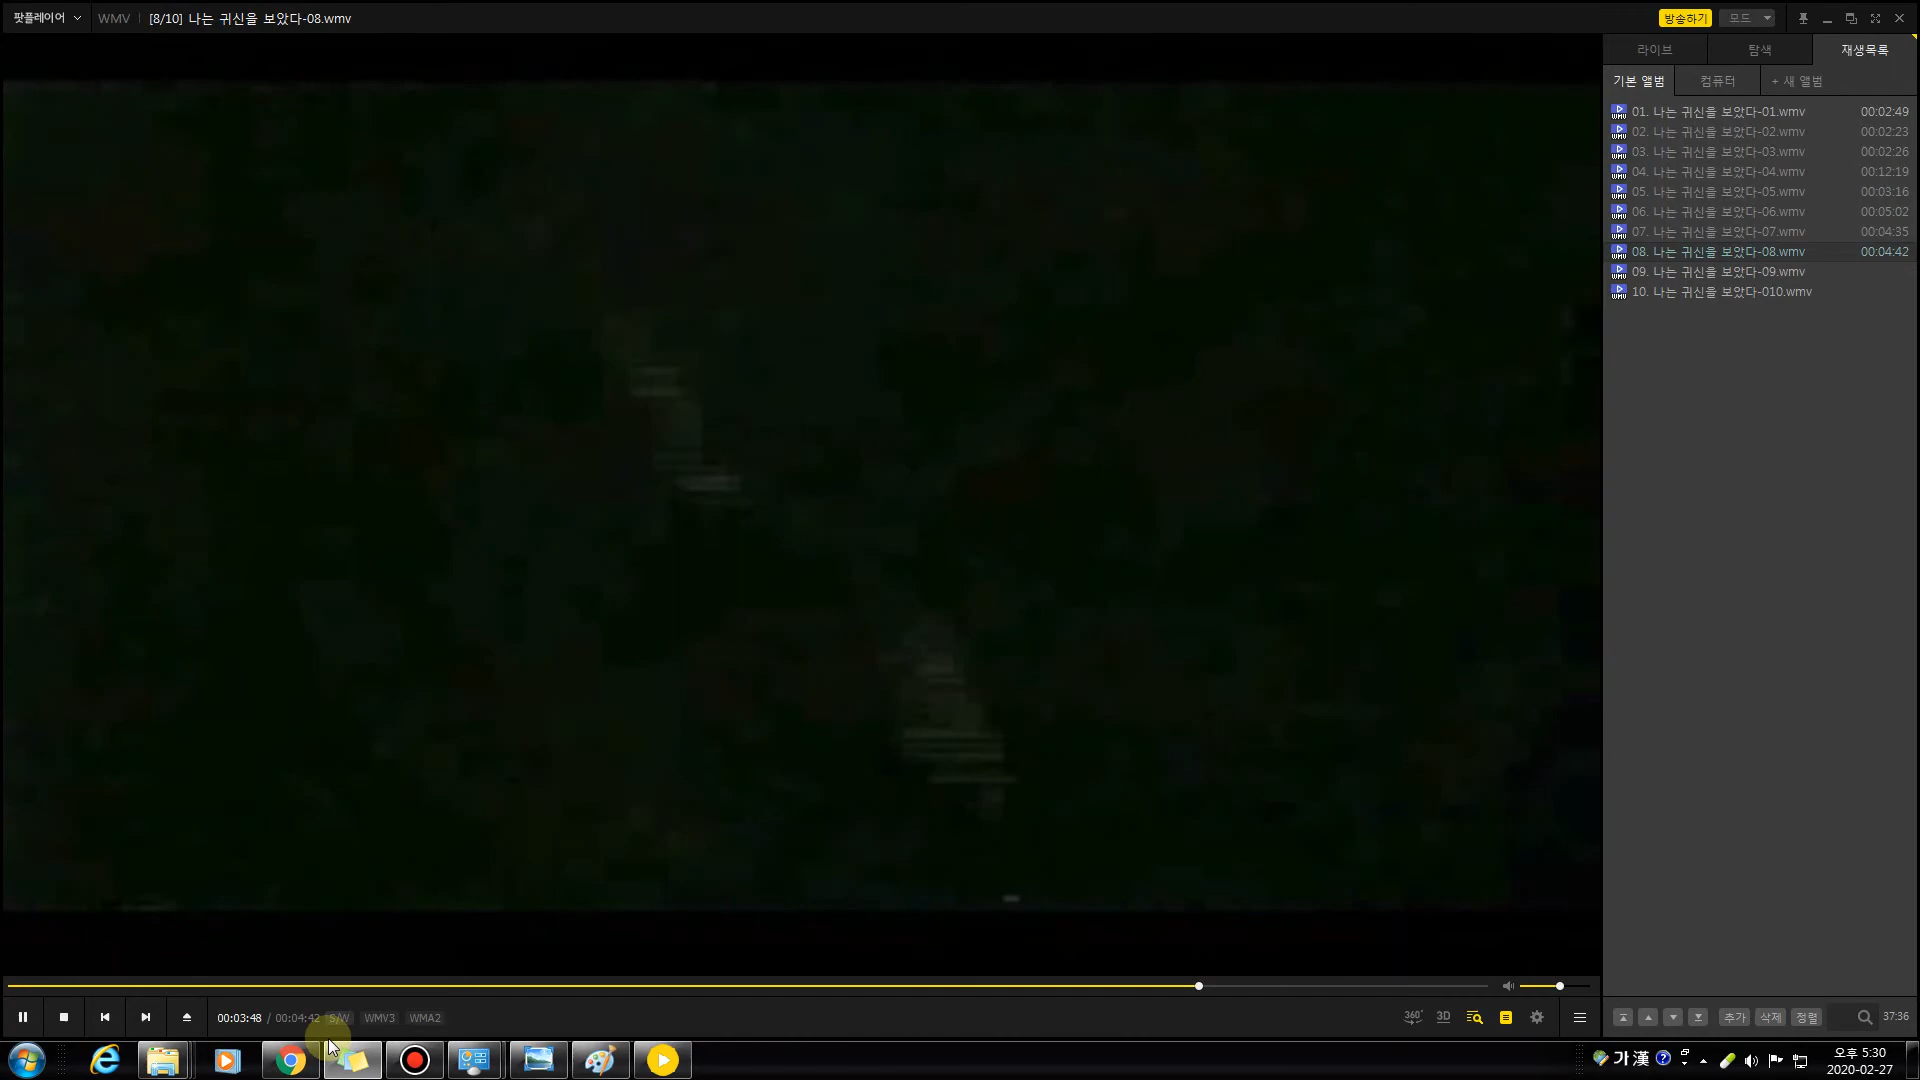 팟플레이어 WMV [8/10] 나는 귀신을 보았다-08.wmv 방송하기 모드
라이브 탐색 재생목록
기본 앨범 컴퓨터 + 새 앨범
01. 나는 귀신을 보았다-01.wmv 00:02:49
02. 나는 귀신을 보았다-02.wmv 00:02:23
03. 나는 귀신을 보았다-03.wmv 00:02:26
04. 나는 귀신을 보았다-04.wmv 00:12:19
05. 나는 귀신을 보았다-05.wmv 00:03:16
06. 나는 귀신을 보았다-06.wmv 00:05:02
07. 나는 귀신을 보았다-07.wmv 00:04:35
08. 나는 귀신을 보았다-08.wmv 00:04:42
09. 나는 귀신을 보았다-09.wmv
10. 나는 귀신을 보았다-010.wmv
00:03:48 / 00:04:42 S/W WMV3 WMA2 360° 3D 추가 삭제 정렬 37:36
가 漢 오후 5:30
2020-02-27